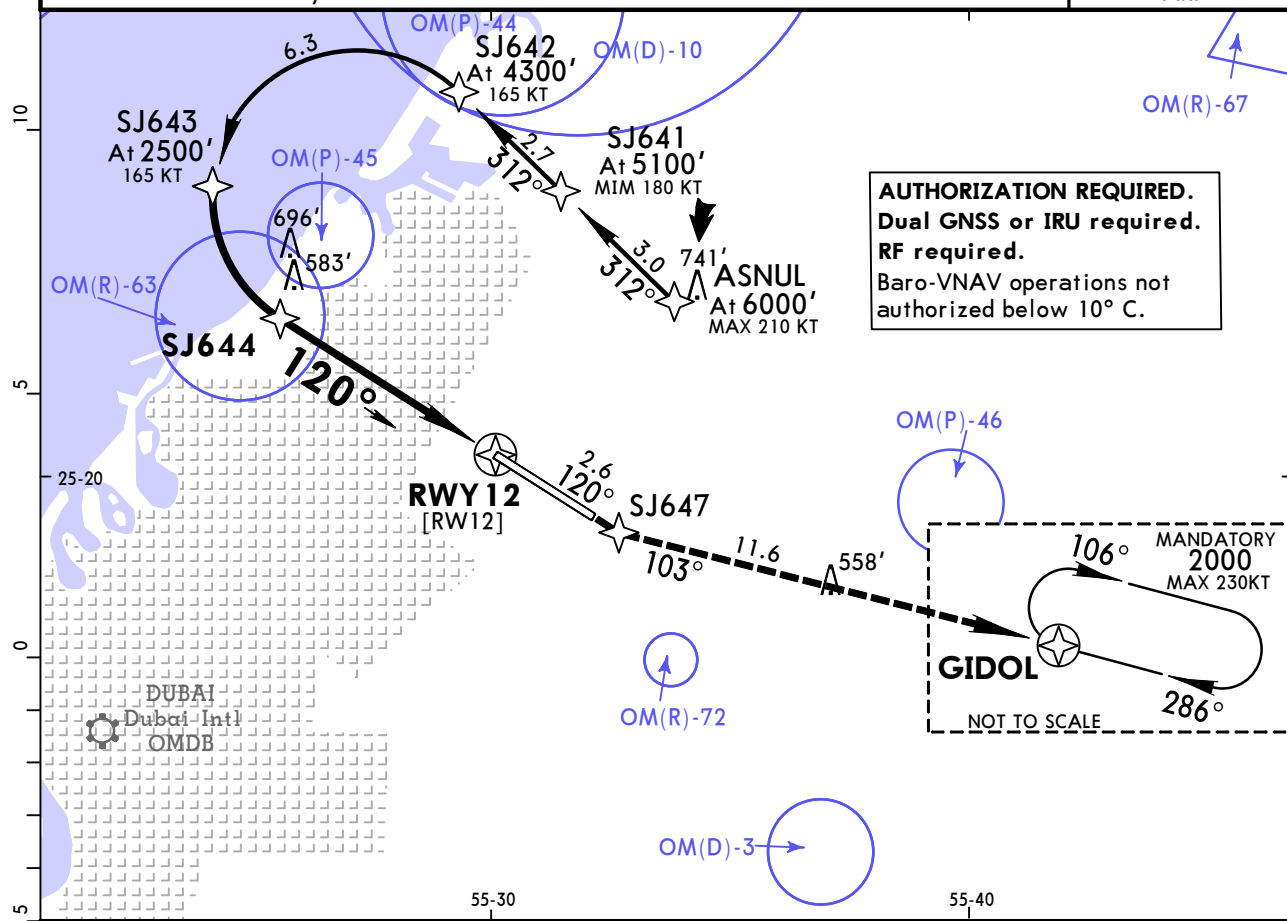 OM(P)-44
SJ642
At 4300'
165 KT
OM(D)-10
OM(R)-67
6.3
10
SJ643
At 2500'
165 KT
OM(P)-45
2.7
312°
SJ641
At 5100'
MIM 180 KT
AUTHORIZATION REQUIRED.
Dual GNSS or IRU required.
RF required.
Baro-VNAV operations not
authorized below 10° C.
696'
583'
3.0
312°
741'
ASNUL
At 6000'
MAX 210 KT
OM(R)-63
SJ644
120°
5
OM(P)-46
25-20
RWY 12
[RW12]
2.6
120°
SJ647
103°
11.6
558'
106°
MANDATORY
2000
MAX 230KT
0
GIDOL
286°
NOT TO SCALE
DUBAI
Dubai Intl
OMDB
OM(R)-72
OM(D)-3
5
55-30
55-40